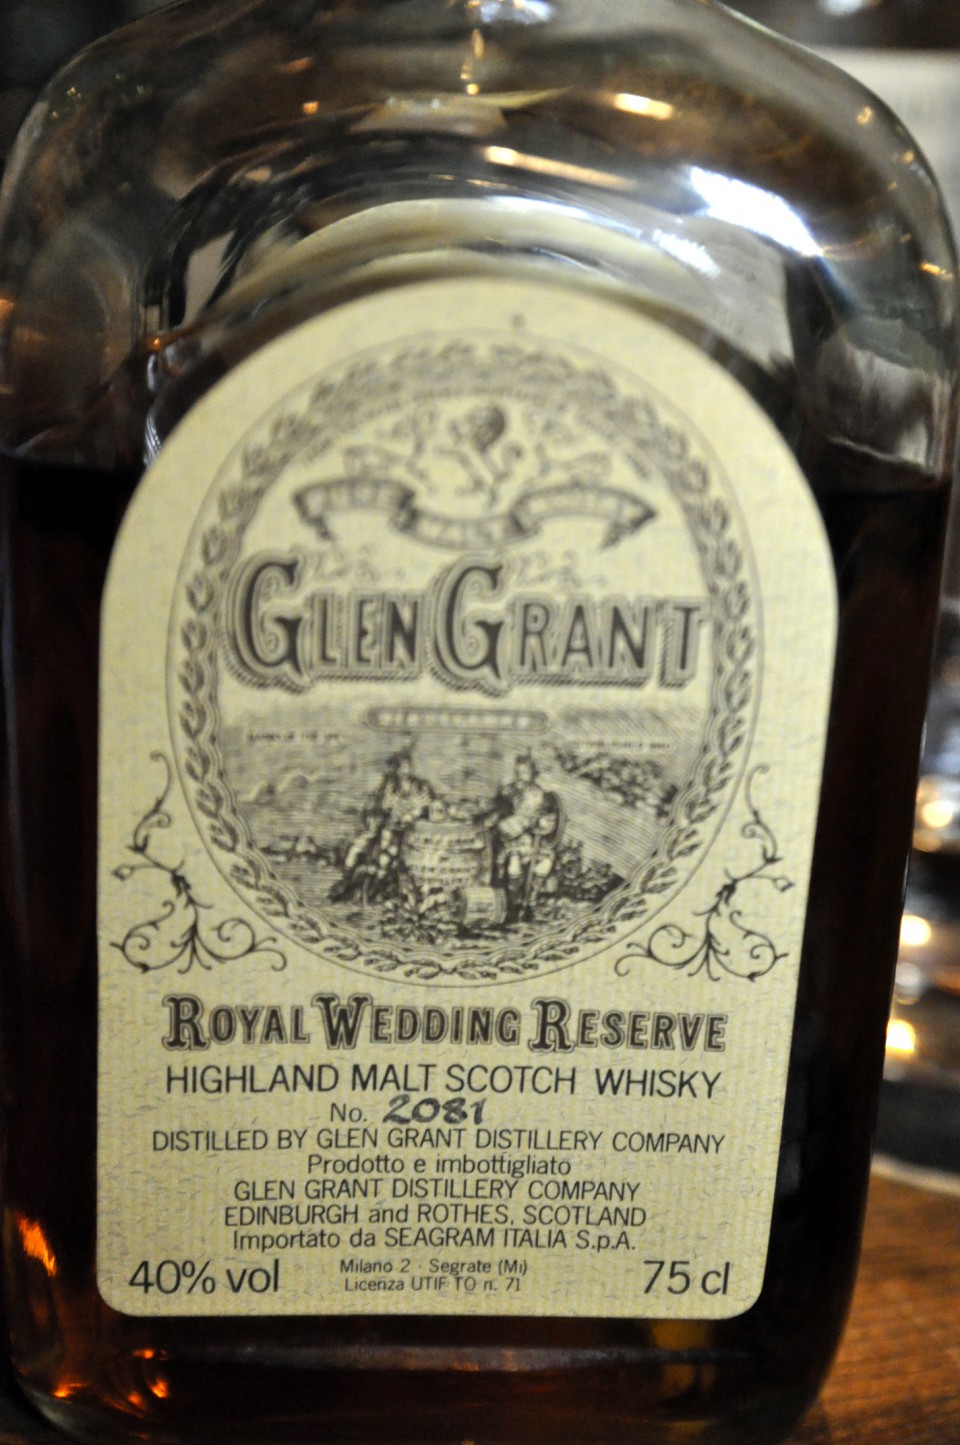 GLEN GRANT
ROYAL WEDDING RESERVE
HIGHLAND MALT SCOTCH WHISKY
No. 2081
DISTILLED BY GLEN GRANT DISTILLERY COMPANY
Prodotto e imbottigliato
GLEN GRANT DISTILLERY COMPANY
EDINBURGH and ROTHES, SCOTLAND
Importato da SEAGRAM ITALIA S.p.A.
40% vol
Milano 2 - Segrate (Mi)
Licenza UTIF TO n. 71
75 cl